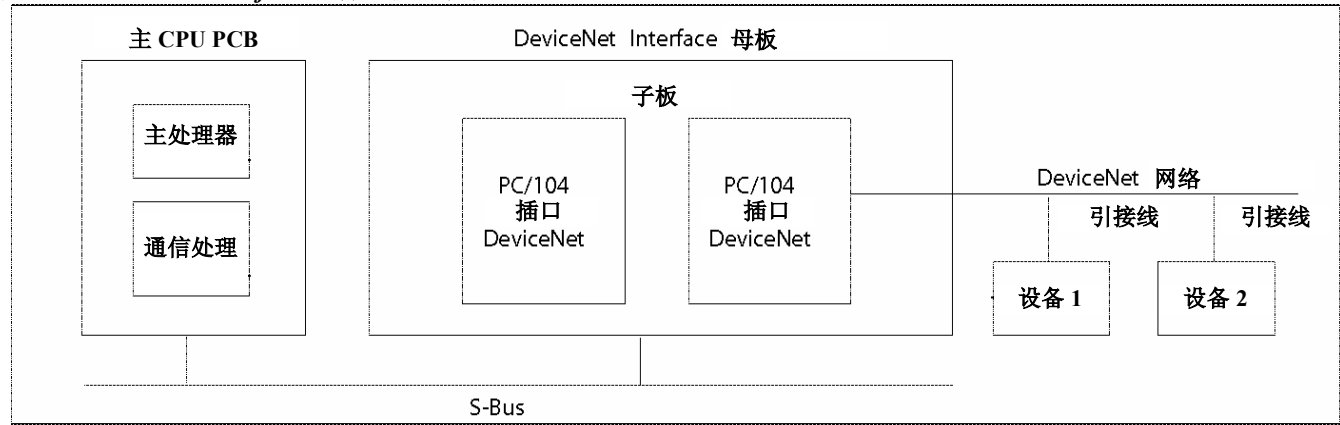 主 CPU PCB
DeviceNet Interface 母板
子板
主处理器
通信处理
PC/104
插口
DeviceNet
PC/104
插口
DeviceNet
DeviceNet 网络
引接线
引接线
设备 1
设备 2
S-Bus